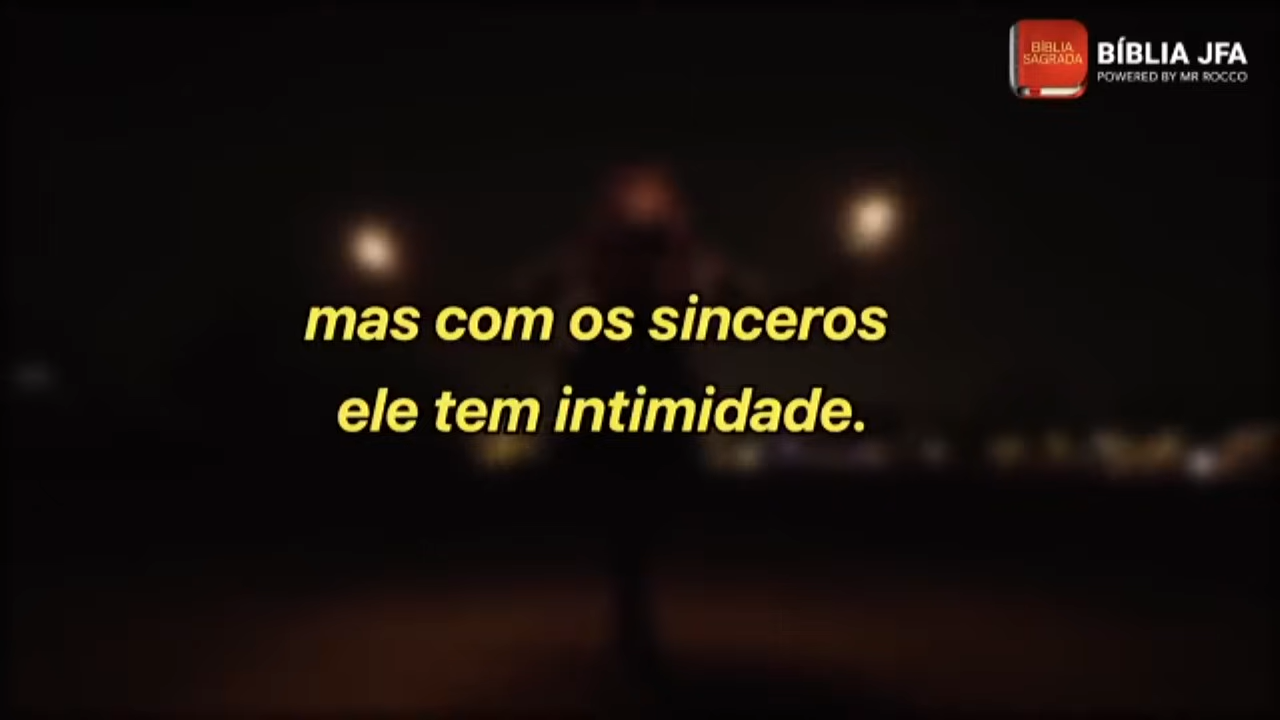 BÍBLIA
SAGRADA
BÍBLIA JFA
POWERED BY MR ROCCO
mas com os sinceros
ele tem intimidade.